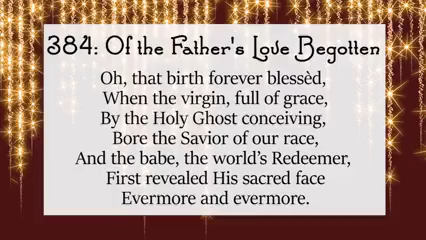 384: Of the Father's Love Begotten
Oh, that birth forever blessèd,
When the virgin, full of grace,
By the Holy Ghost conceiving,
Bore the Savior of our race,
And the babe, the world’s Redeemer,
First revealed His sacred face
Evermore and evermore.